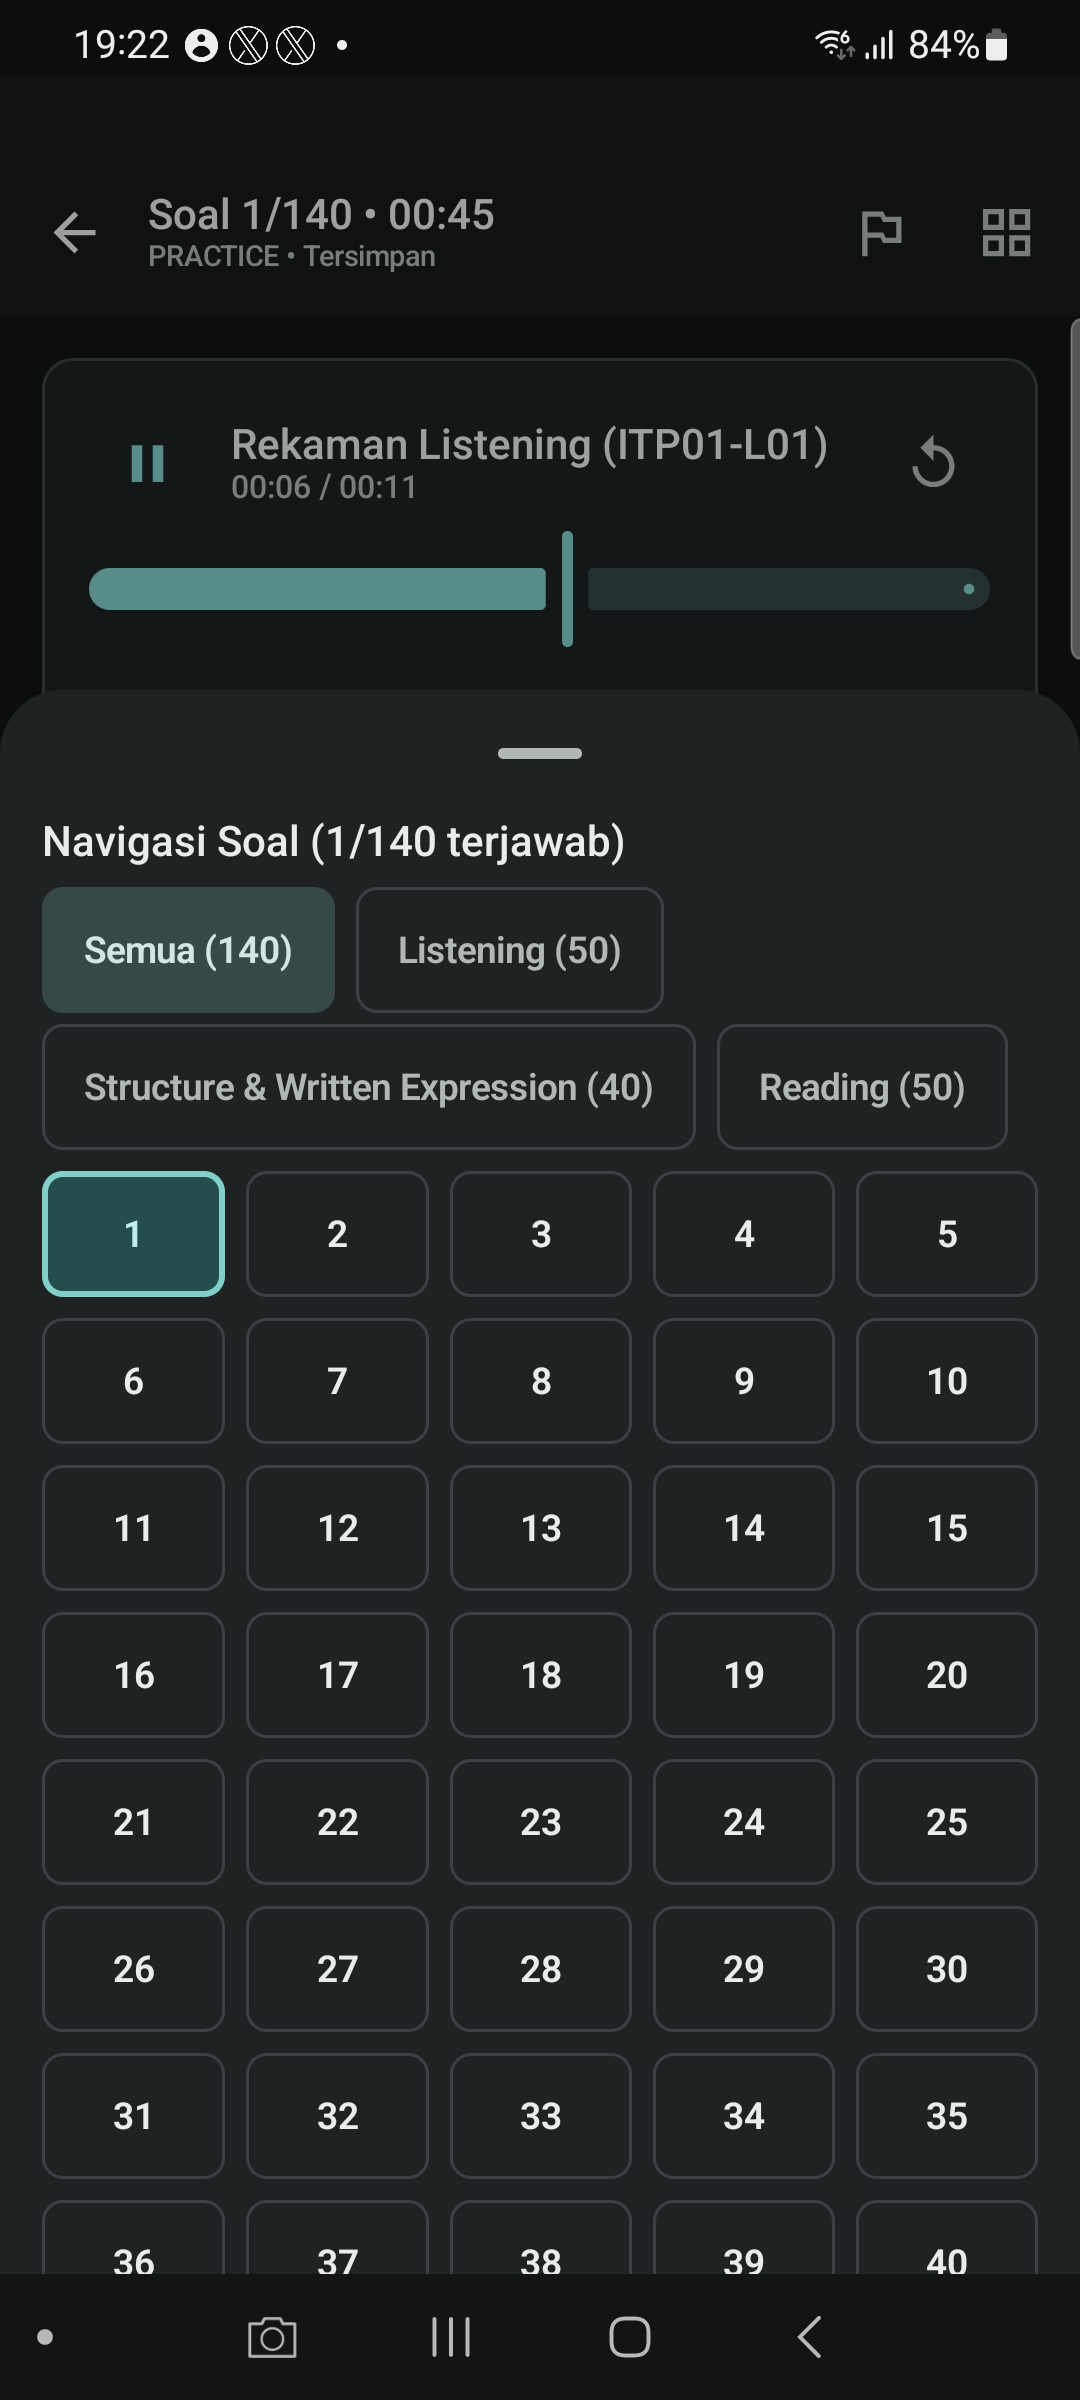 19:22 84%
Soal 1/140 • 00:45
PRACTICE • Tersimpan
Rekaman Listening (ITP01-L01)
00:06 / 00:11
Navigasi Soal (1/140 terjawab)
Semua (140) Listening (50)
Structure & Written Expression (40) Reading (50)
1 2 3 4 5
6 7 8 9 10
11 12 13 14 15
16 17 18 19 20
21 22 23 24 25
26 27 28 29 30
31 32 33 34 35
36 37 38 39 40